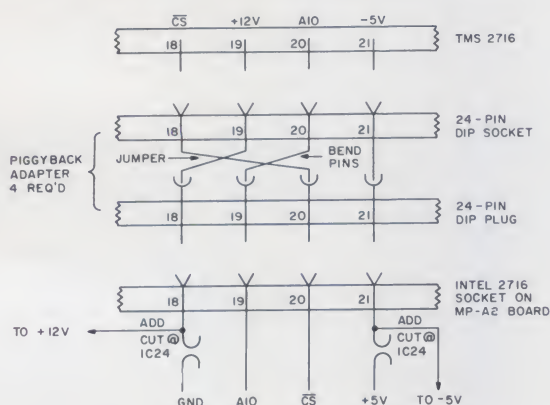 C̅S̅ +12V A10 -5V
18 19 20 21 TMS 2716
18 19 20 21 24-PIN
DIP SOCKET
JUMPER BEND
PINS
PIGGYBACK
ADAPTER
4 REQ'D
18 19 20 21 24-PIN
DIP PLUG
18 19 20 21 INTEL 2716
SOCKET ON
MP-A2 BOARD
TO +12V ADD ADD
CUT@ CUT@
IC24 IC24
GND A10 C̅S̅ +5V TO -5V